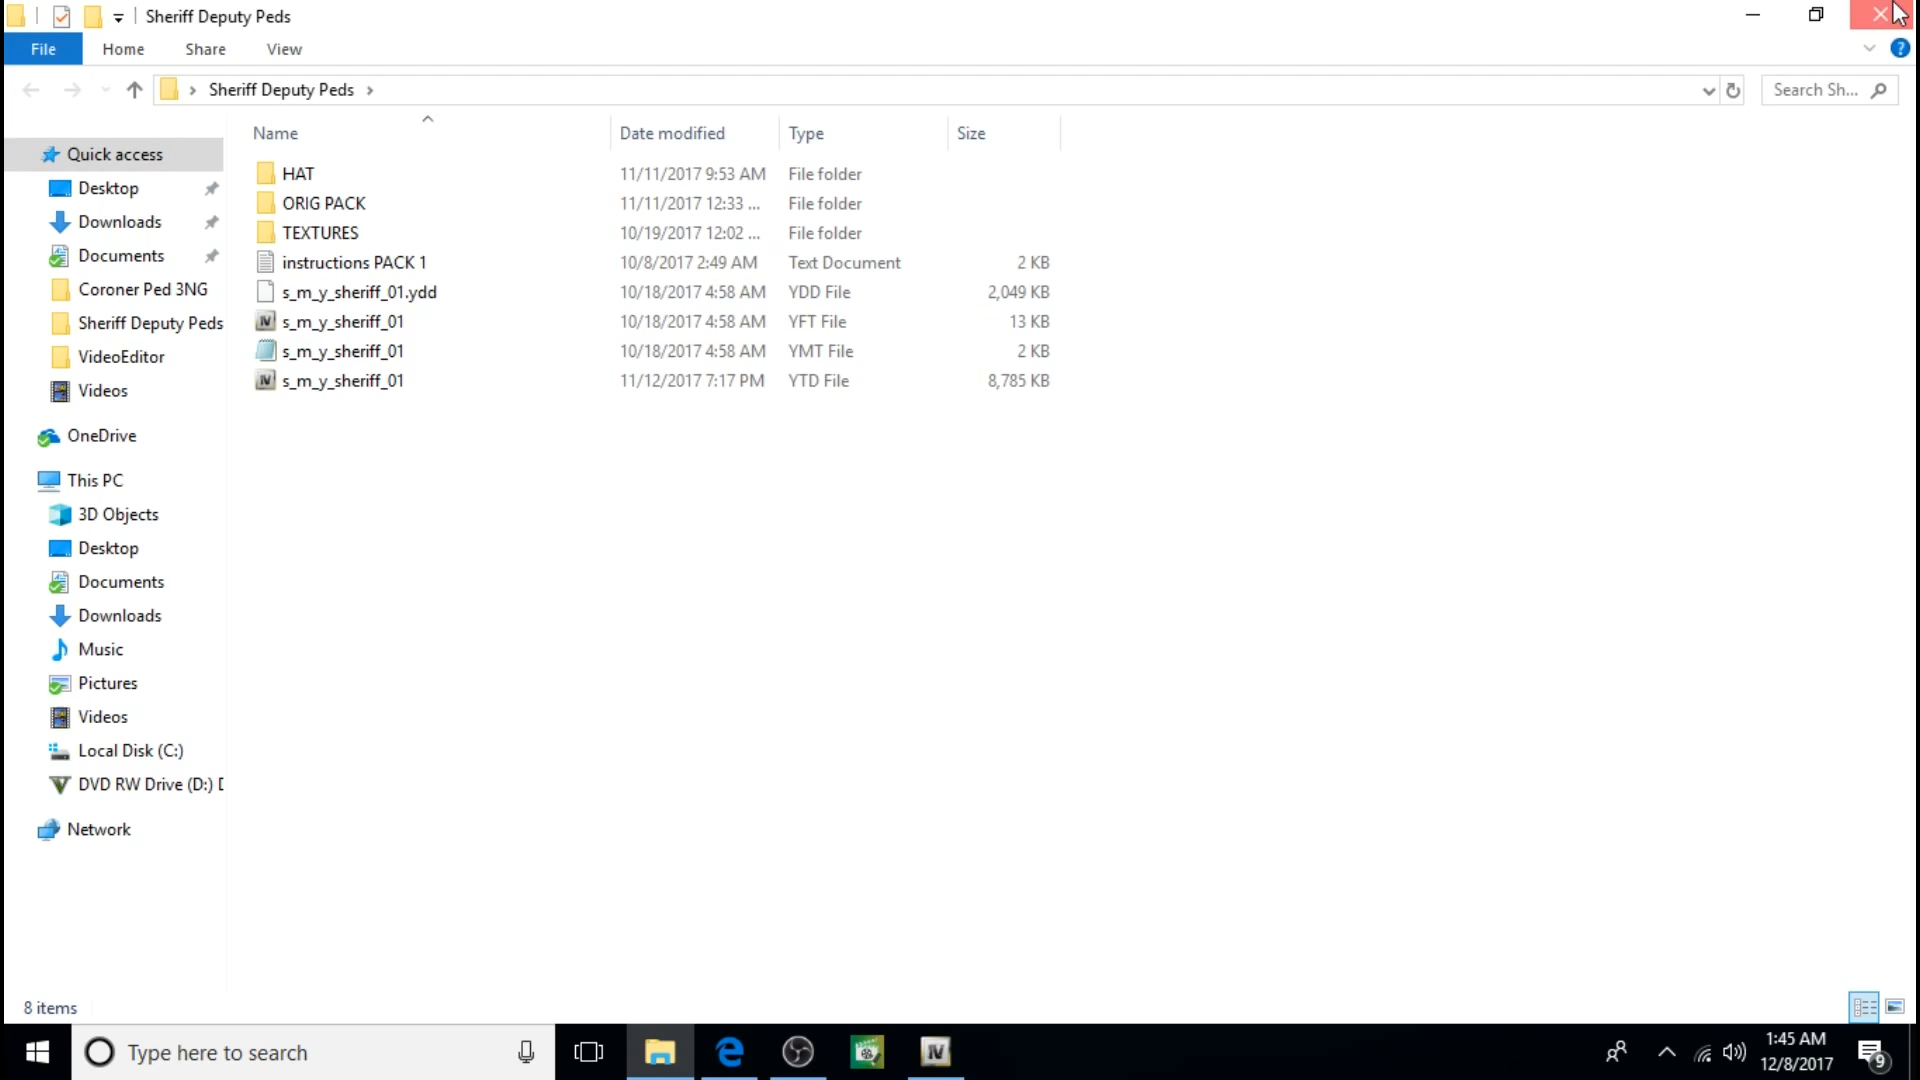 Sheriff Deputy Peds
File Home Share View
Sheriff Deputy Peds
Search Sh...
Name Date modified Type Size
Quick access
Desktop
Downloads
Documents
Coroner Ped 3NG
Sheriff Deputy Peds
VideoEditor
Videos
OneDrive
This PC
3D Objects
Desktop
Documents
Downloads
Music
Pictures
Videos
Local Disk (C:)
DVD RW Drive (D:) D
Network
HAT 11/11/2017 9:53 AM File folder
ORIG PACK 11/11/2017 12:33 ... File folder
TEXTURES 10/19/2017 12:02 ... File folder
instructions PACK 1 10/8/2017 2:49 AM Text Document 2 KB
s_m_y_sheriff_01.ydd 10/18/2017 4:58 AM YDD File 2,049 KB
s_m_y_sheriff_01 10/18/2017 4:58 AM YFT File 13 KB
s_m_y_sheriff_01 10/18/2017 4:58 AM YMT File 2 KB
s_m_y_sheriff_01 11/12/2017 7:17 PM YTD File 8,785 KB
8 items
Type here to search
IV
1:45 AM
12/8/2017
9